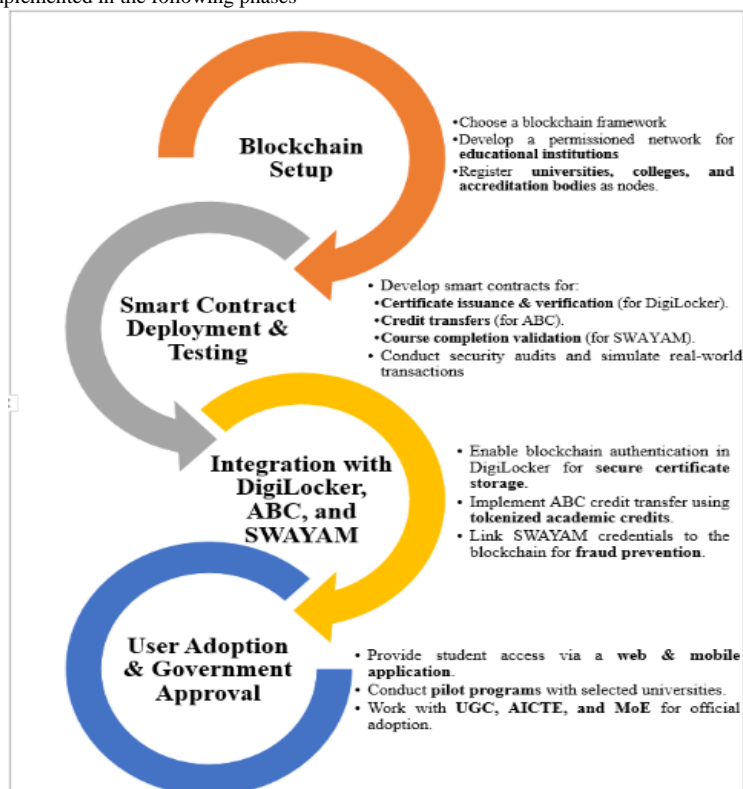 plemented in the following phases
Blockchain
Setup
•Choose a blockchain framework
•Develop a permissioned network for
educational institutions
•Register universities, colleges, and
accreditation bodies as nodes.
Smart Contract
Deployment &
Testing
• Develop smart contracts for:
•Certificate issuance & verification (for DigiLocker).
•Credit transfers (for ABC).
•Course completion validation (for SWAYAM).
• Conduct security audits and simulate real-world
transactions
Integration with
DigiLocker,
ABC, and
SWAYAM
• Enable blockchain authentication in
DigiLocker for secure certificate
storage.
• Implement ABC credit transfer using
tokenized academic credits.
• Link SWAYAM credentials to the
blockchain for fraud prevention.
User Adoption
& Government
Approval
• Provide student access via a web & mobile
application.
• Conduct pilot programs with selected universities.
• Work with UGC, AICTE, and MoE for official
adoption.